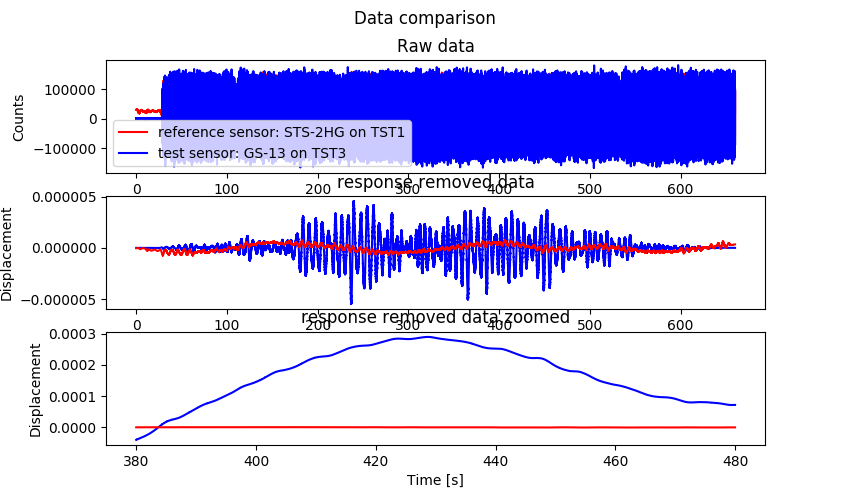 Data comparison
Raw data
Counts
100000
0
−100000
reference sensor: STS-2HG on TST1
test sensor: GS-13 on TST3
0 100 200 300 400 500 600
response removed data
Displacement
0.000005
0.000000
−0.000005
0 100 200 300 400 500 600
response removed data zoomed
Displacement
0.0003
0.0002
0.0001
0.0000
380 400 420 440 460 480
Time [s]